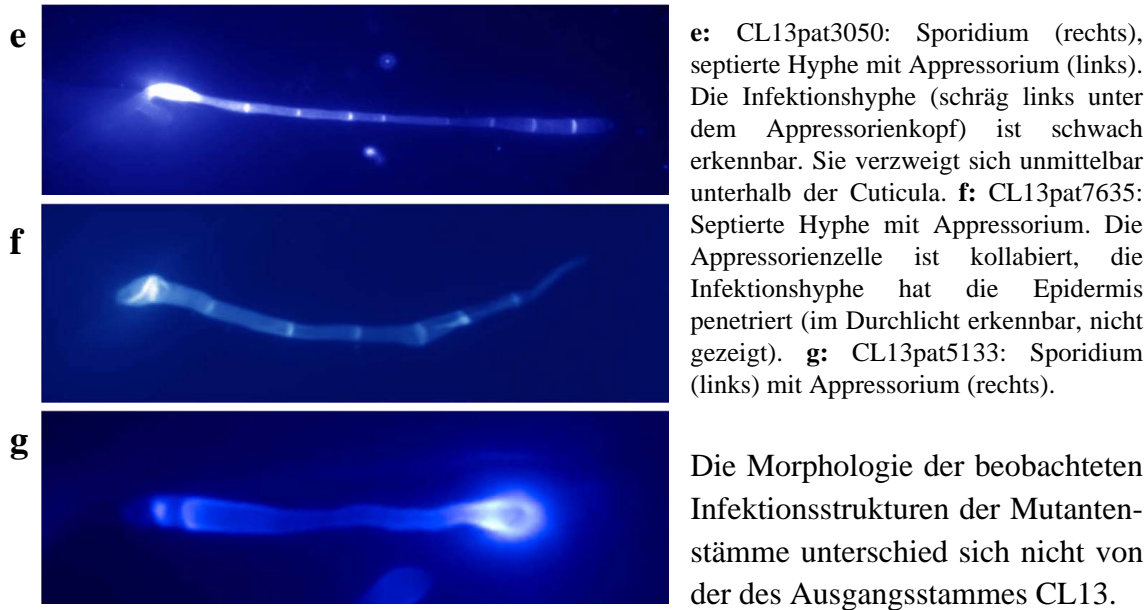 e
f
g
e: CL13pat3050: Sporidium (rechts),
septierte Hyphe mit Appressorium (links).
Die Infektionshyphe (schräg links unter
dem Appressorienkopf) ist schwach
erkennbar. Sie verzweigt sich unmittelbar
unterhalb der Cuticula. f: CL13pat7635:
Septierte Hyphe mit Appressorium. Die
Appressorienzelle ist kollabiert, die
Infektionshyphe hat die Epidermis
penetriert (im Durchlicht erkennbar, nicht
gezeigt). g: CL13pat5133: Sporidium
(links) mit Appressorium (rechts).
Die Morphologie der beobachteten
Infektionsstrukturen der Mutanten-
stämme unterschied sich nicht von
der des Ausgangsstammes CL13.